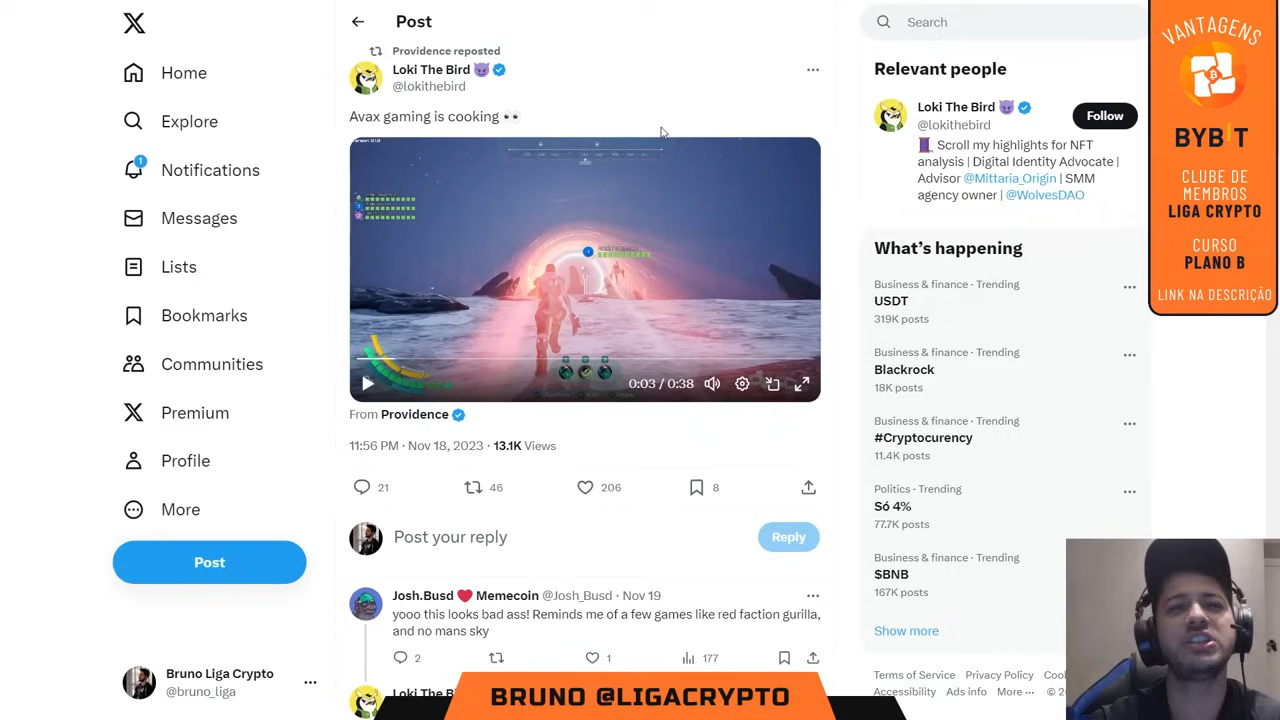 Home
Explore
1
Notifications
Messages
Lists
Bookmarks
Communities
Premium
Profile
More
Post
Bruno Liga Crypto
@bruno_liga
Post
Providence reposted
Loki The Bird 😈
@lokithebird
Avax gaming is cooking 👀
0:03 / 0:38
From Providence
11:56 PM · Nov 18, 2023 · 13.1K Views
21
46
206
8
Post your reply
Reply
Josh.Busd ❤️ Memecoin @Josh_Busd · Nov 19
yooo this looks bad ass! Reminds me of a few games like red faction gurilla,
and no mans sky
2
1
177
Search
Relevant people
Loki The Bird 😈
@lokithebird
Follow
🧵 Scroll my highlights for NFT
analysis | Digital Identity Advocate |
Advisor @Mittaria_Origin | SMM
agency owner | @WolvesDAO
What's happening
Business & finance · Trending
USDT
319K posts
Business & finance · Trending
Blackrock
18K posts
Business & finance · Trending
#Cryptocurency
11.4K posts
Politics · Trending
Só 4%
77.7K posts
Business & finance · Trending
$BNB
167K posts
Show more
Terms of Service Privacy Policy
Accessibility Ads info More ···
VANTAGENS
BYBIT
CLUBE DE
MEMBROS
LIGA CRYPTO
CURSO
PLANO B
LINK NA DESCRIÇÃO
BRUNO @LIGACRYPTO